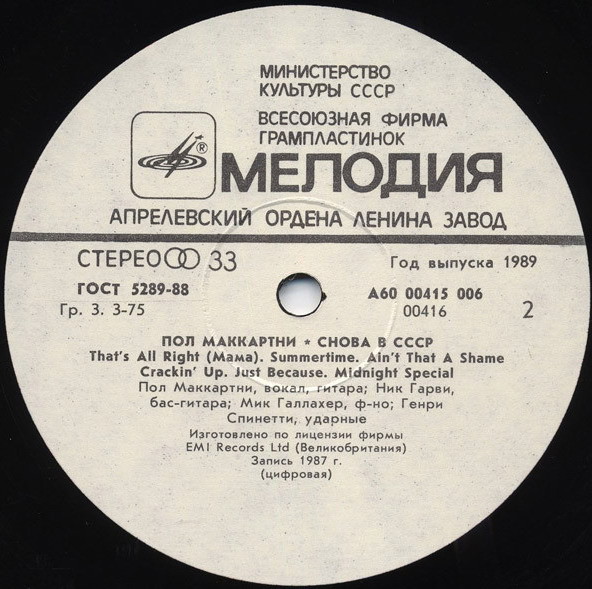 МИНИСТЕРСТВО
КУЛЬТУРЫ СССР
ВСЕСОЮЗНАЯ ФИРМА
ГРАМПЛАСТИНОК
®
МЕЛОДИЯ
АПРЕЛЕВСКИЙ ОРДЕНА ЛЕНИНА ЗАВОД
СТЕРЕО 33
Год выпуска 1989
ГОСТ 5289-88
А60 00415 006
Гр. 3. 3-75
00416
2
ПОЛ МАККАРТНИ ★ СНОВА В СССР
That's All Right (Мама). Summertime. Ain't That A Shame
Crackin' Up. Just Because. Midnight Special
Пол Маккартни, вокал, гитара; Ник Гарви,
бас-гитара; Мик Галлахер, ф-но; Генри
Спинетти, ударные
Изготовлено по лицензии фирмы
EMI Records Ltd (Великобритания)
Запись 1987 г.
(цифровая)